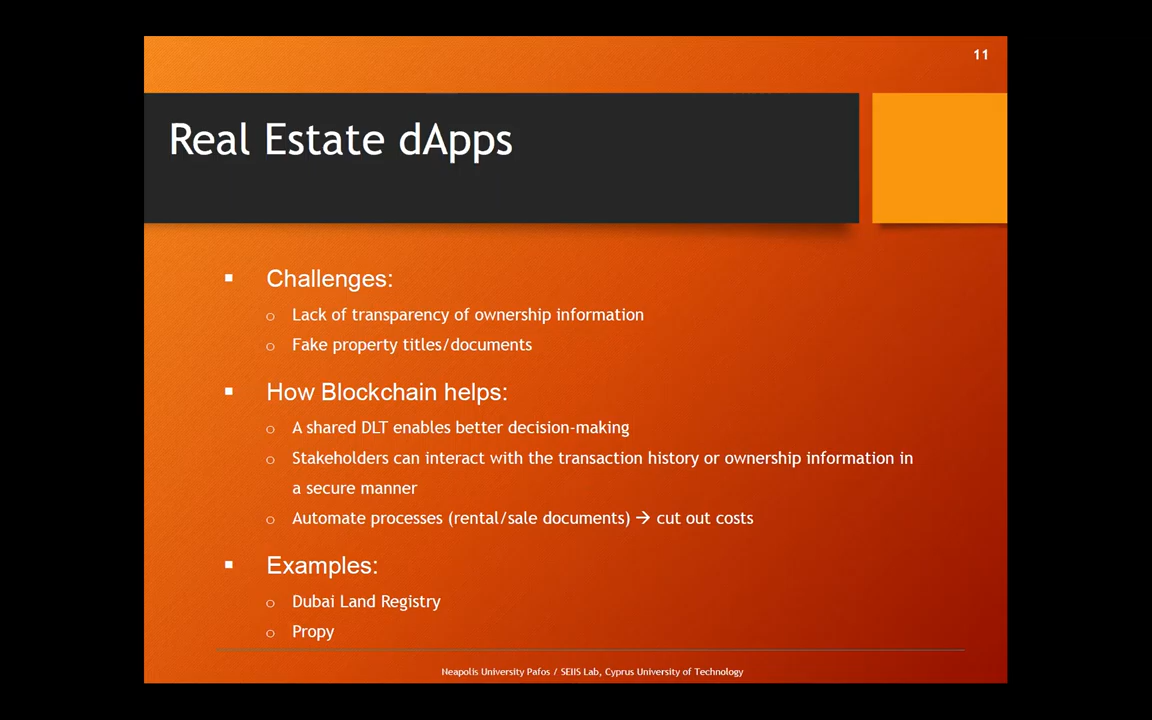 11
Real Estate dApps
▪ Challenges:
o Lack of transparency of ownership information
o Fake property titles/documents
▪ How Blockchain helps:
o A shared DLT enables better decision-making
o Stakeholders can interact with the transaction history or ownership information in
a secure manner
o Automate processes (rental/sale documents) → cut out costs
▪ Examples:
o Dubai Land Registry
o Propy
Neapolis University Pafos / SEIIS Lab, Cyprus University of Technology